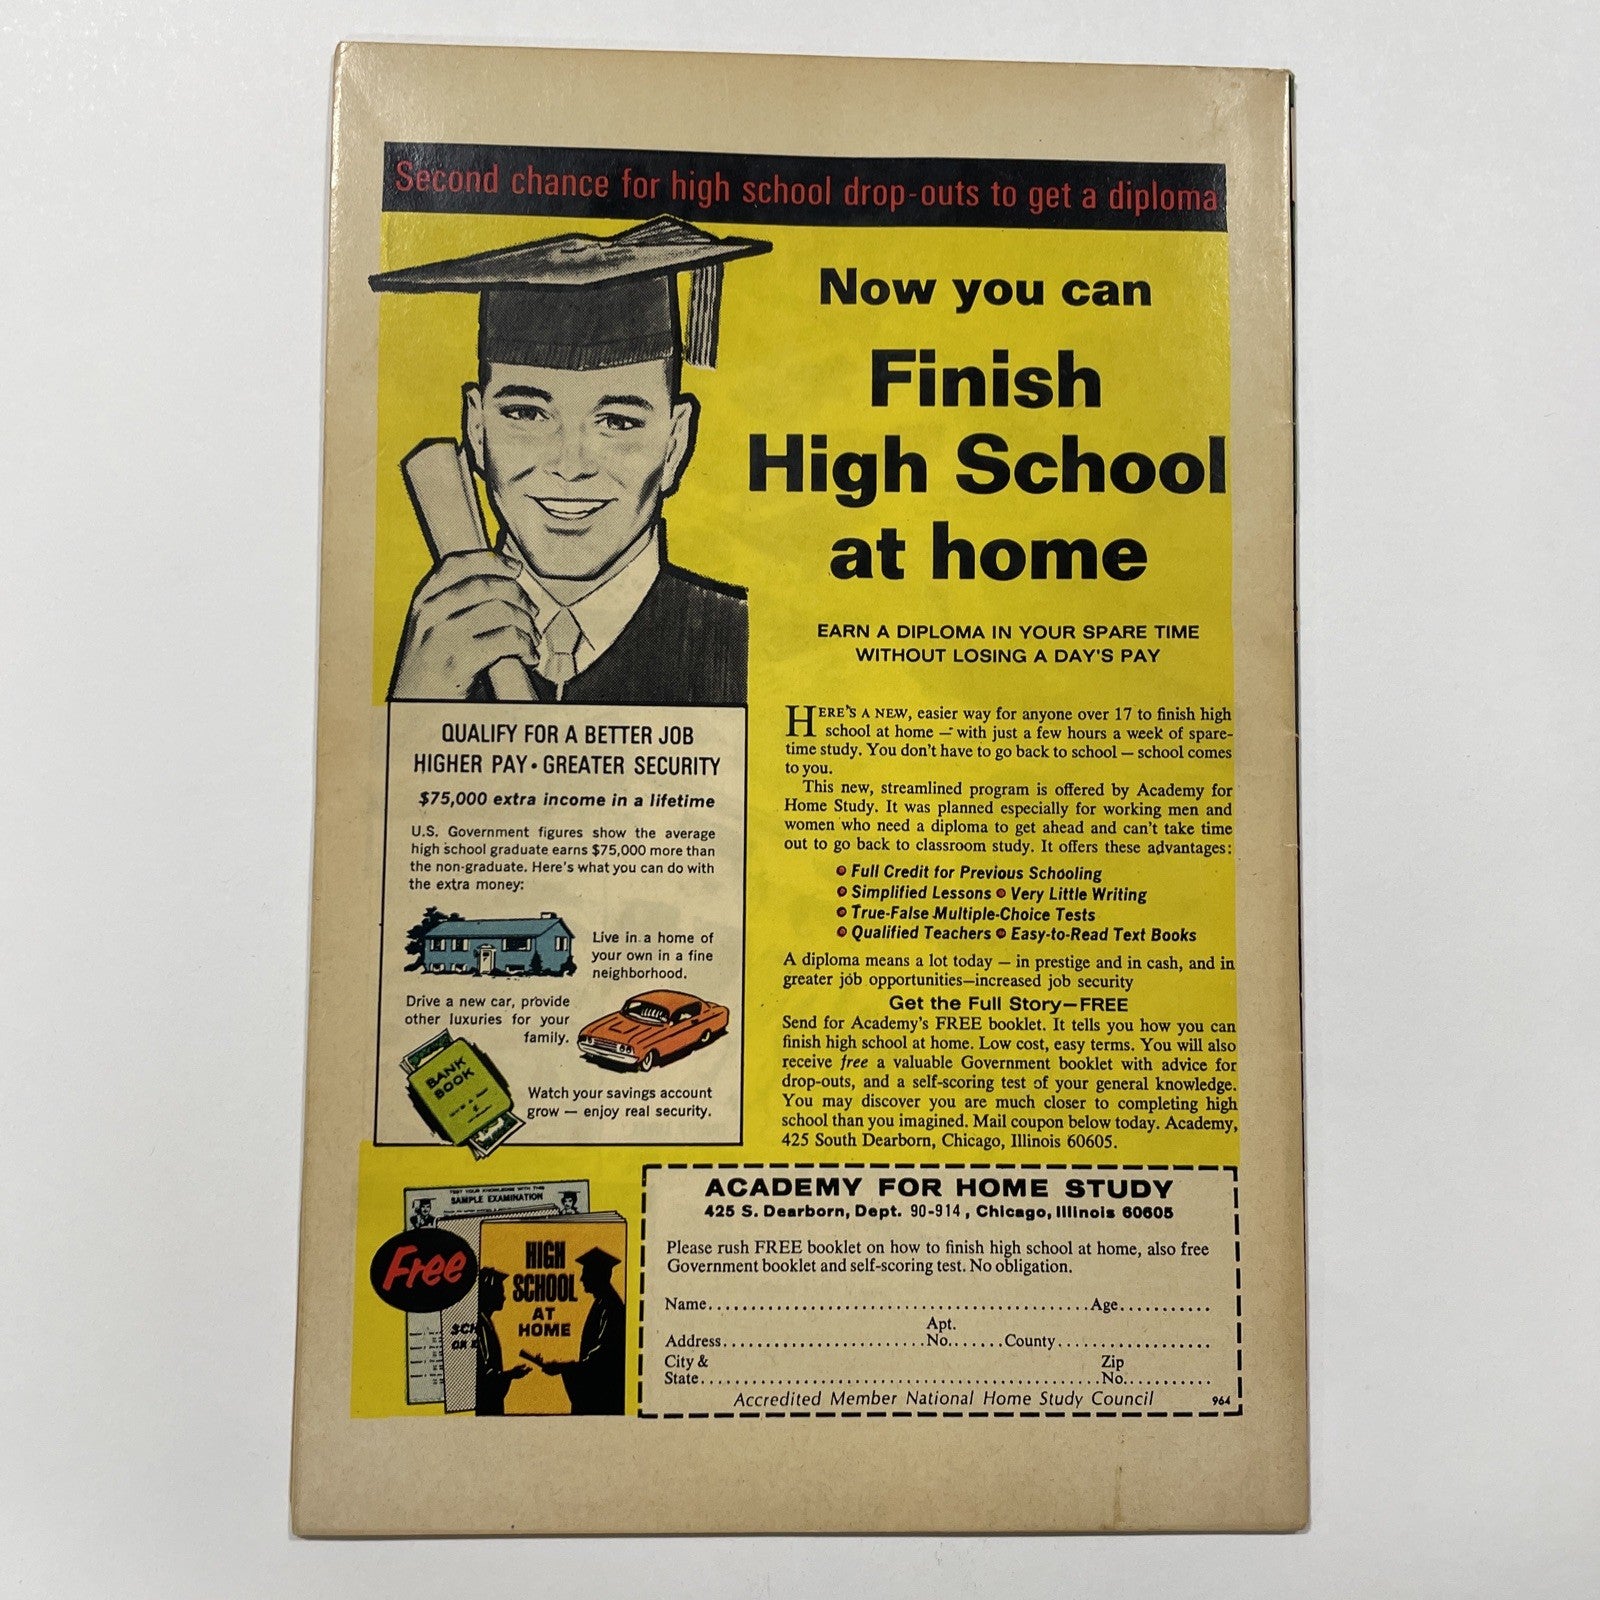 Second chance for high school drop-outs to get a diploma
Now you can
Finish
High School
at home
EARN A DIPLOMA IN YOUR SPARE TIME
WITHOUT LOSING A DAY'S PAY
QUALIFY FOR A BETTER JOB
HIGHER PAY • GREATER SECURITY
$75,000 extra income in a lifetime
U.S. Government figures show the average
high school graduate earns $75,000 more than
the non-graduate. Here's what you can do with
the extra money:
Live in a home of
your own in a fine
neighborhood.
Drive a new car, provide
other luxuries for your
family.
BANK
BOOK
Watch your savings account
grow — enjoy real security.
HERE'S A NEW, easier way for anyone over 17 to finish high
school at home — with just a few hours a week of spare-
time study. You don't have to go back to school — school comes
to you.
This new, streamlined program is offered by Academy for
Home Study. It was planned especially for working men and
women who need a diploma to get ahead and can't take time
out to go back to classroom study. It offers these advantages:
• Full Credit for Previous Schooling
• Simplified Lessons • Very Little Writing
• True-False Multiple-Choice Tests
• Qualified Teachers • Easy-to-Read Text Books
A diploma means a lot today — in prestige and in cash, and in
greater job opportunities—increased job security
Get the Full Story—FREE
Send for Academy's FREE booklet. It tells you how you can
finish high school at home. Low cost, easy terms. You will also
receive free a valuable Government booklet with advice for
drop-outs, and a self-scoring test of your general knowledge.
You may discover you are much closer to completing high
school than you imagined. Mail coupon below today. Academy,
425 South Dearborn, Chicago, Illinois 60605.
TEST YOUR KNOWLEDGE WITH THIS
SAMPLE EXAMINATION
Free
HIGH
SCHOOL
AT
HOME
ACADEMY FOR HOME STUDY
425 S. Dearborn, Dept. 90-914, Chicago, Illinois 60605
Please rush FREE booklet on how to finish high school at home, also free
Government booklet and self-scoring test. No obligation.
Name.............................................Age...........
Apt.
Address........................No.......County..................
City & Zip
State...............................................No...........
Accredited Member National Home Study Council 964